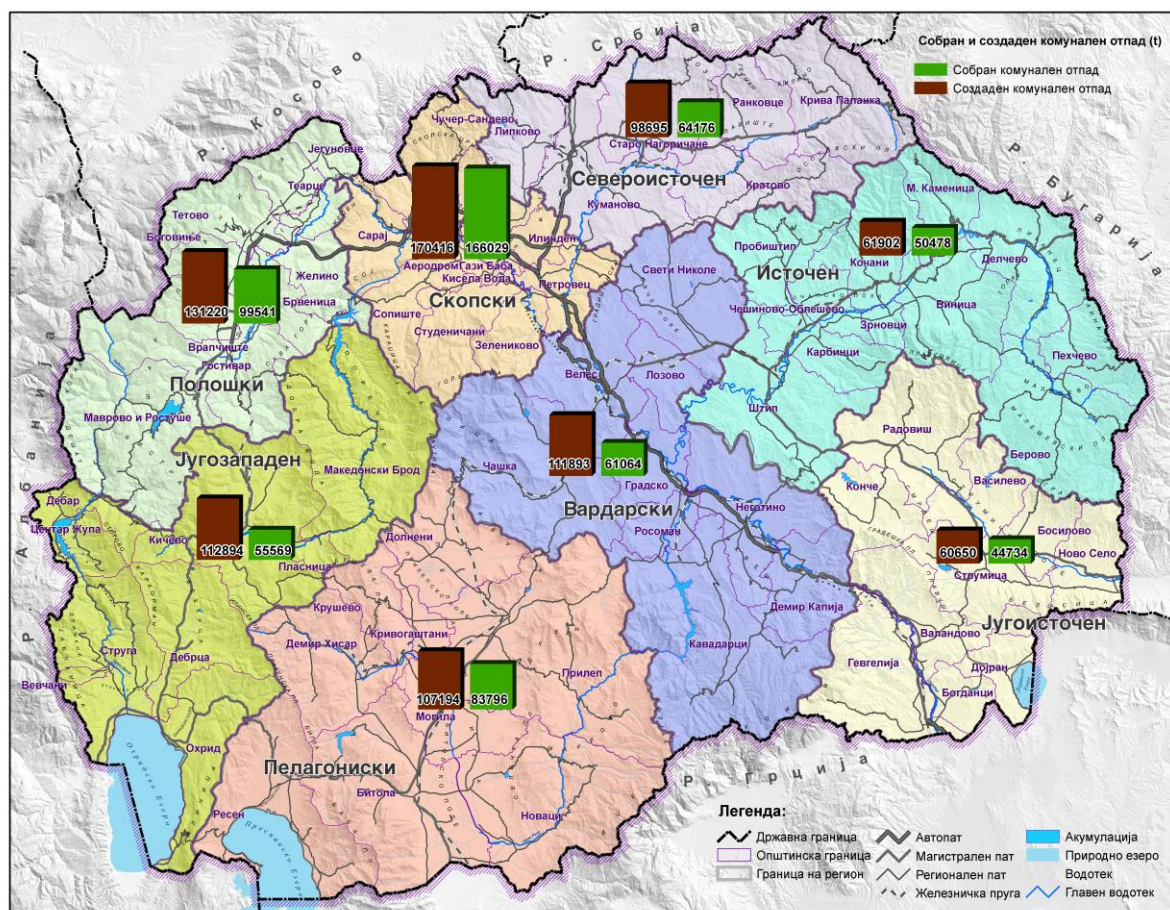 Собран и создаден комунален отпад (t)
Собран комунален отпад
Создаден комунален отпад
Р. Србија
Р. Косово
Р. Бугарија
Р. Грција
98695
64176
Ранковце
Крива Паланка
Чучер-Сандево
Липково
Старо Нагоричане
Североисточен
Куманово
Кратово
Јегуновце
Теарце
Тетово
Боговиње
Сарај
170416
166029
Илинден
Аеродром
Гази Баба
Кисела Вода
Петровец
Скопски
Сопиште
Студеничани
Зелениково
131220
99541
Желино
Брвеница
Врапчиште
Гостивар
Полошки
Маврово и Ростуше
М. Каменица
61902
50478
Пробиштип
Кочани
Делчево
Источен
Чешиново-Облешево
Виница
Зрновци
Карбинци
Пехчево
Штип
Берово
Свети Николе
Лозово
Велес
111893
61064
Чашка
Градско
Вардарски
Росоман
Неготино
Демир Капија
Кавадарци
Југозападен
Македонски Брод
Дебар
Центар Жупа
Кичево
112894
55569
Пласница
Струга
Дебрца
Вевчани
Охрид
Охридско Езеро
Долнени
Крушево
Демир Хисар
Кривогаштани
107194
83796
Прилеп
Могила
Пелагониски
Битола
Новаци
Ресен
Преспанско Езеро
Радовиш
Василево
Конче
Босилово
60650
44734
Ново Село
Струмица
Југоисточен
Валандово
Гевгелија
Дојран
Богданци
Легенда:
Државна граница
Општинска граница
Граница на регион
Автопат
Магистрален пат
Регионален пат
Железничка пруга
Акумулација
Природно езеро
Водотек
Главен водотек